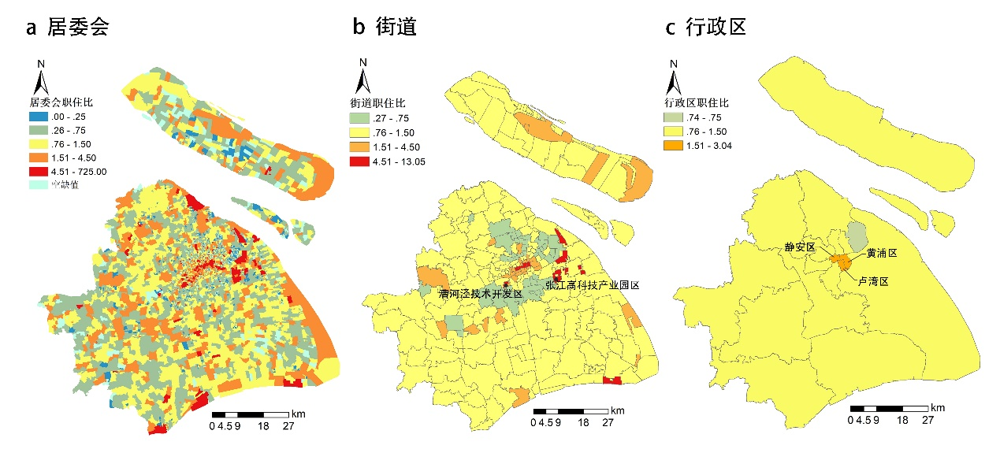 a 居委会
N
居委会职住比
.00 - .25
.26 - .75
.76 - 1.50
1.51 - 4.50
4.51 - 725.00
空缺值
km
0 4.5 9 18 27
b 街道
N
街道职住比
.27 - .75
.76 - 1.50
1.51 - 4.50
4.51 - 13.05
张江高科技产业园区
漕河泾技术开发区
km
0 4.5 9 18 27
c 行政区
N
行政区职住比
.74 - .75
.76 - 1.50
1.51 - 3.04
静安区
黄浦区
卢湾区
km
0 4.5 9 18 27